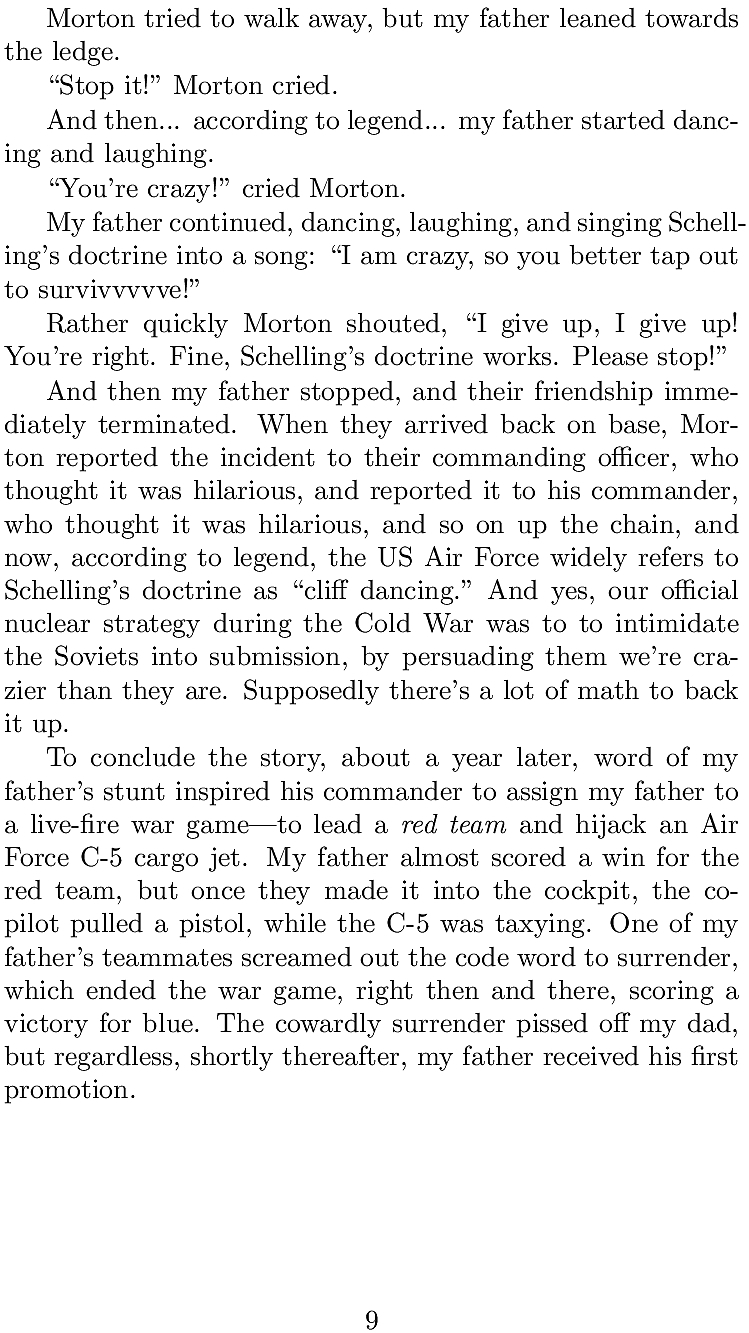 Morton tried to walk away, but my father leaned towards
the ledge.
“Stop it!” Morton cried.
And then... according to legend... my father started danc-
ing and laughing.
“You're crazy!” cried Morton.
My father continued, dancing, laughing, and singing Schell-
ing's doctrine into a song: “I am crazy, so you better tap out
to survivvvvve!”
Rather quickly Morton shouted, “I give up, I give up!
You're right. Fine, Schelling's doctrine works. Please stop!”
And then my father stopped, and their friendship imme-
diately terminated. When they arrived back on base, Mor-
ton reported the incident to their commanding officer, who
thought it was hilarious, and reported it to his commander,
who thought it was hilarious, and so on up the chain, and
now, according to legend, the US Air Force widely refers to
Schelling's doctrine as “cliff dancing.” And yes, our official
nuclear strategy during the Cold War was to to intimidate
the Soviets into submission, by persuading them we're cra-
zier than they are. Supposedly there's a lot of math to back
it up.
To conclude the story, about a year later, word of my
father's stunt inspired his commander to assign my father to
a live-fire war game—to lead a red team and hijack an Air
Force C-5 cargo jet. My father almost scored a win for the
red team, but once they made it into the cockpit, the co-
pilot pulled a pistol, while the C-5 was taxying. One of my
father's teammates screamed out the code word to surrender,
which ended the war game, right then and there, scoring a
victory for blue. The cowardly surrender pissed off my dad,
but regardless, shortly thereafter, my father received his first
promotion.
9